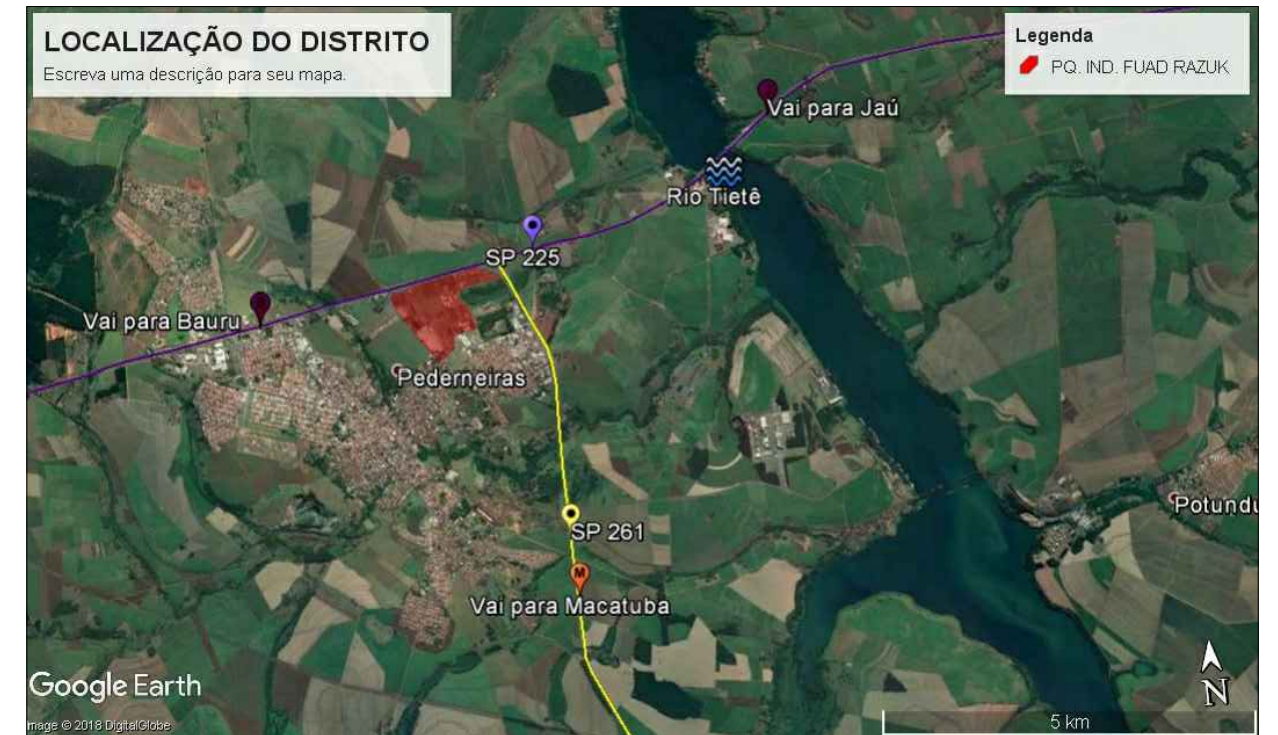 LOCALIZAÇÃO DO DISTRITO
Escreva uma descrição para seu mapa.
Legenda
PQ. IND. FUAD RAZUK
Vai para Jaú
Rio Tietê
SP 225
Vai para Bauru
Pederneiras
Potundu
SP 261
M
Vai para Macatuba
Google Earth
N
5 km
mage © 2018 DigitalGlobe